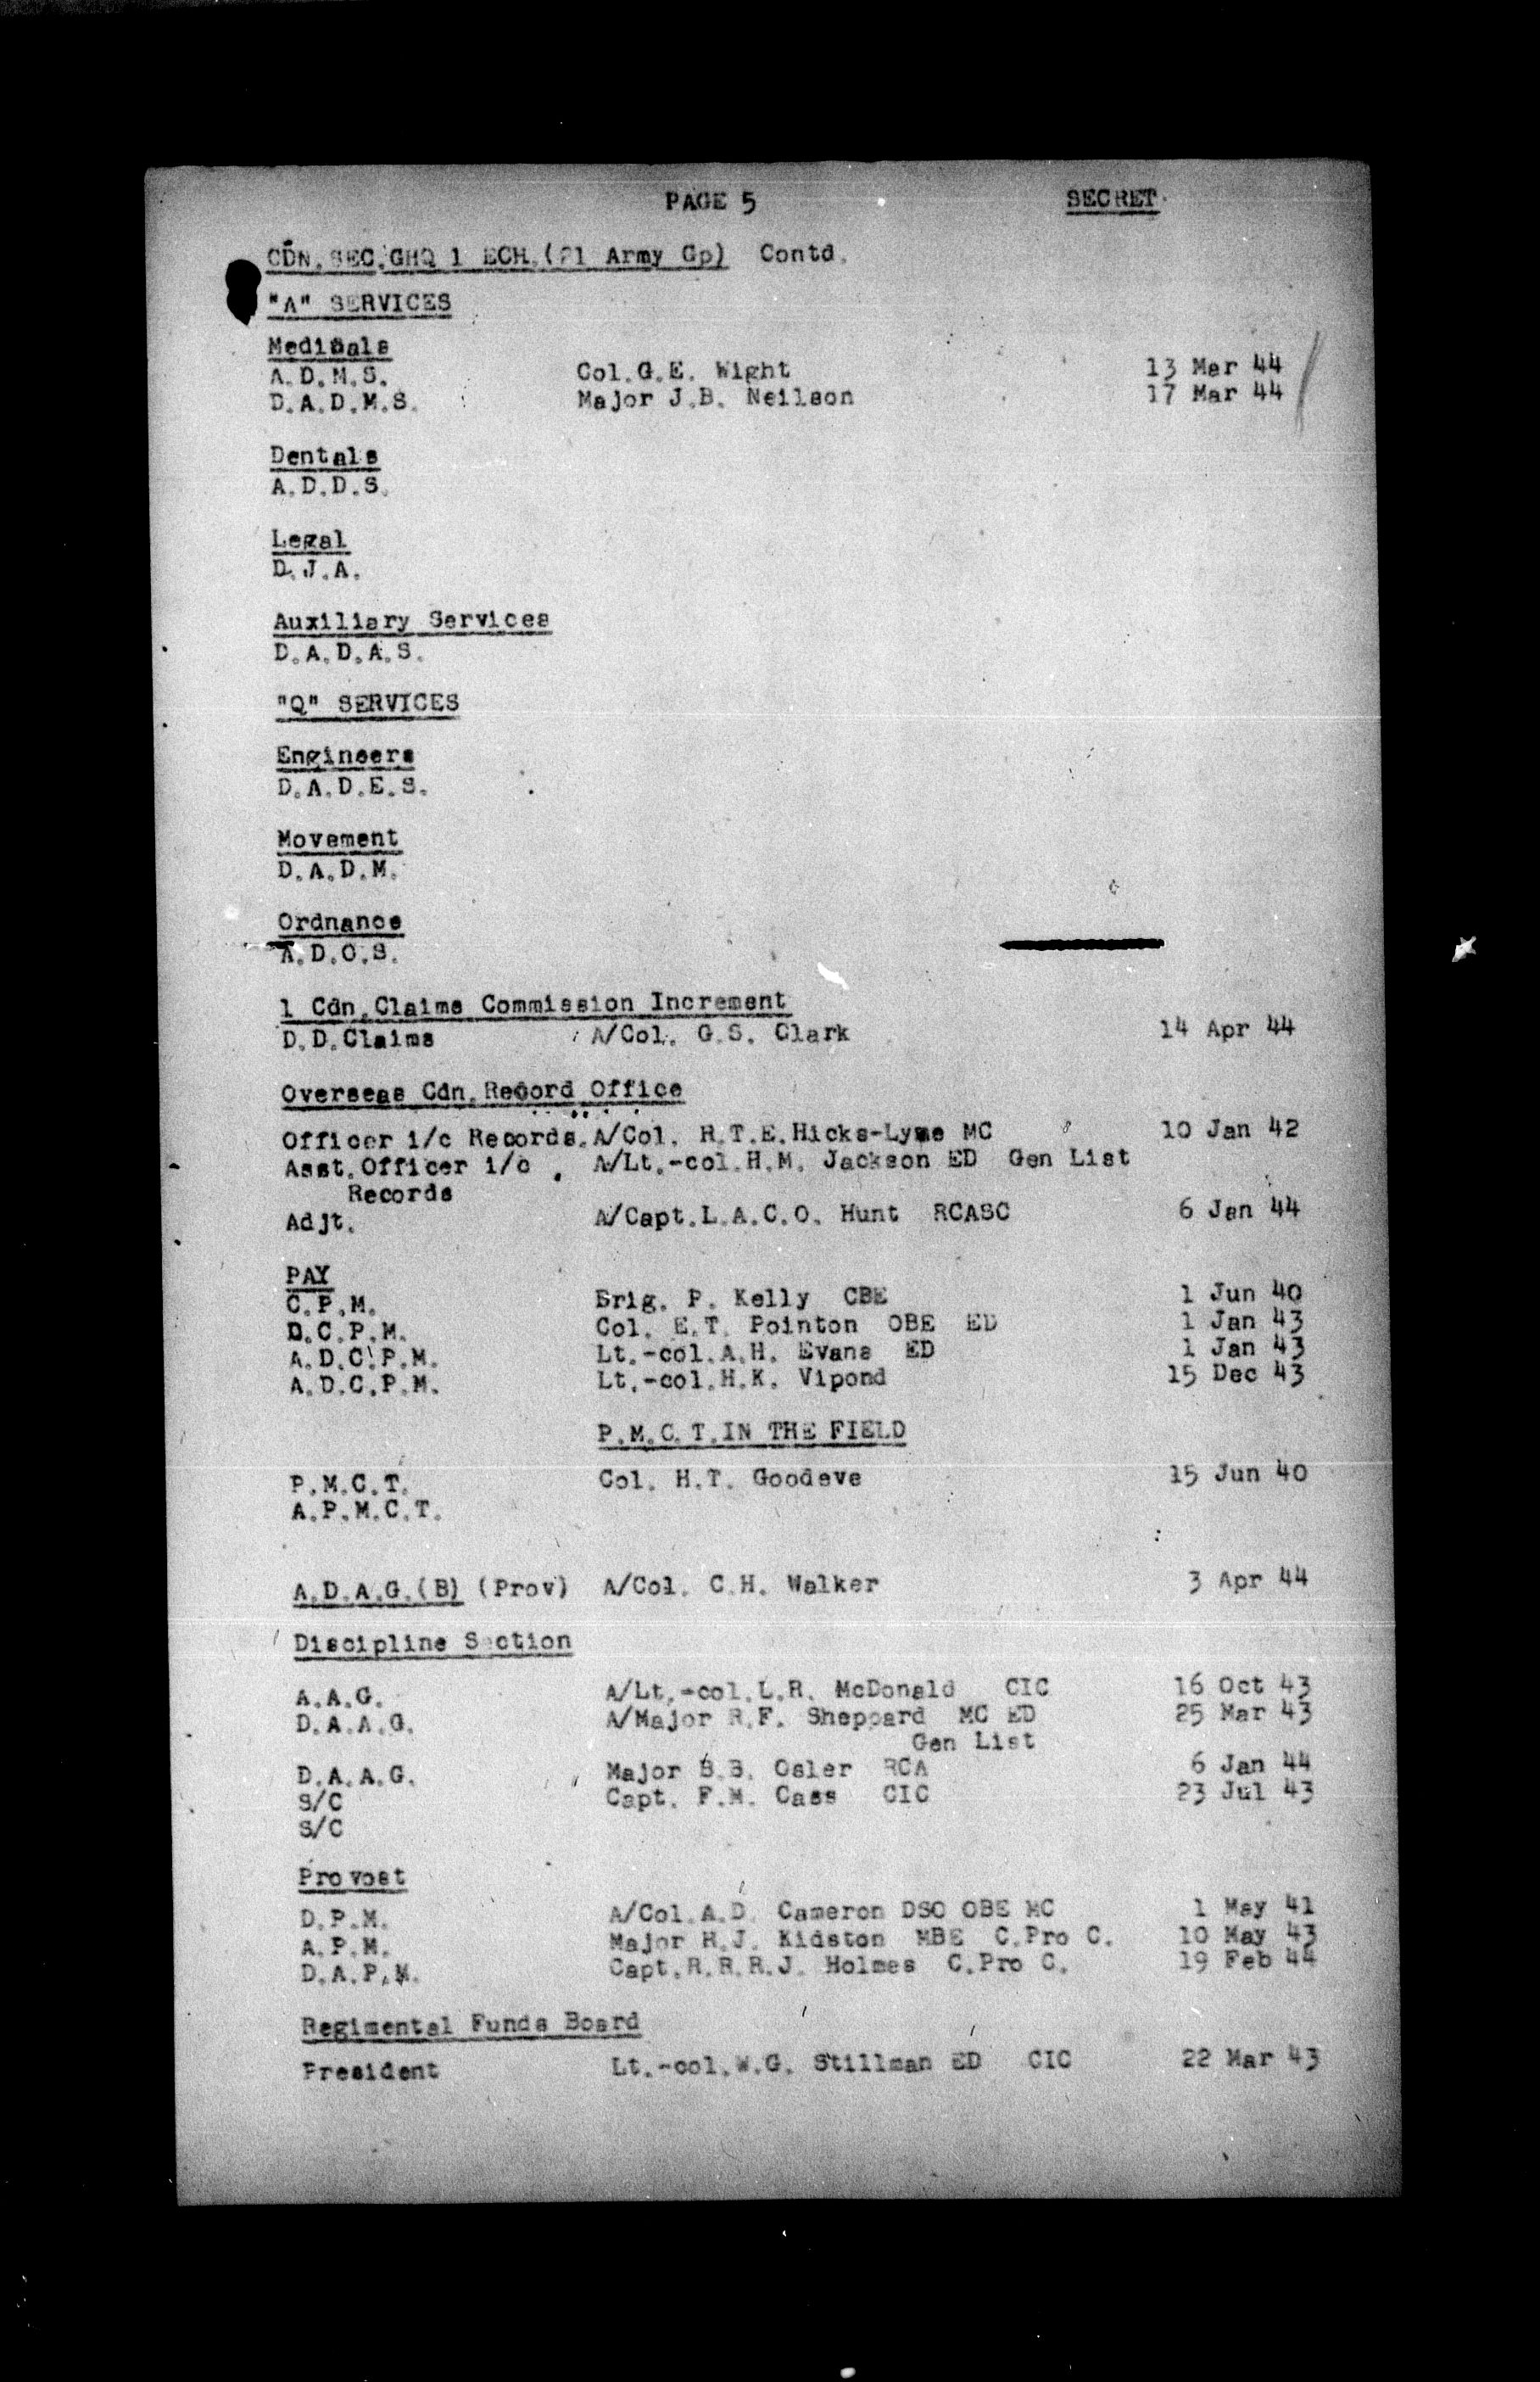 PAGE 5 SECRET
CDN.SEC.GHQ 1 ECH.(21 Army Gp) Contd.
"A" SERVICES
Medicals
A.D.M.S. Col.G.E. Wight 13 Mar 44
D.A.D.M.S. Major J.B. Neilson 17 Mar 44
Dentals
A.D.D.S.
Legal
D.J.A.
Auxiliary Services
D.A.D.A.S.
"Q" SERVICES
Engineers
D.A.D.E.S.
Movement
D.A.D.M.
Ordnance
A.D.O.S.
1 Cdn.Claims Commission Increment
D.D.Claims A/Col. G.S. Clark 14 Apr 44
Overseas Cdn.Record Office
Officer i/c Records.A/Col. R.T.E.Hicks-Lyne MC 10 Jan 42
Asst.Officer i/c A/Lt.-col.H.M. Jackson ED Gen List
Records
Adjt. A/Capt.L.A.C.O. Hunt RCASC 6 Jan 44
PAY
C.P.M. Brig. P. Kelly CBE 1 Jun 40
D.C.P.M. Col. E.T. Pointon OBE ED 1 Jan 43
A.D.C.P.M. Lt.-col.A.H. Evans ED 1 Jan 43
A.D.C.P.M. Lt.-col.H.K. Vipond 15 Dec 43
P.M.C.T.IN THE FIELD
P.M.C.T. Col. H.T. Goodeve 15 Jun 40
A.P.M.C.T.
A.D.A.G.(B) (Prov) A/Col. C.H. Walker 3 Apr 44
Discipline Section
A.A.G. A/Lt.-col.L.R. McDonald CIC 16 Oct 43
D.A.A.G. A/Major R.F. Sheppard MC ED 25 Mar 43
Gen List
D.A.A.G. Major B.B. Osler RCA 6 Jan 44
S/C Capt. F.M. Cass CIC 23 Jul 43
S/C
Provost
D.P.M. A/Col.A.D. Cameron DSO OBE MC 1 May 41
A.P.M. Major H.J. Kidston MBE C.Pro C. 10 May 43
D.A.P.M. Capt.R.R.R.J. Holmes C.Pro C. 19 Feb 44
Regimental Funds Board
President Lt.-col.W.G. Stillman ED CIC 22 Mar 43